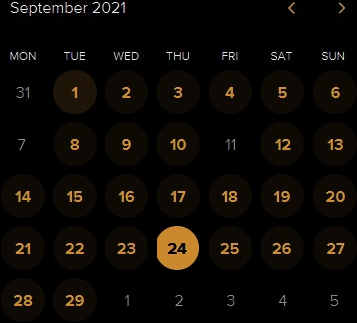 September 2021
MON TUE WED THU FRI SAT SUN
31 1 2 3 4 5 6
7 8 9 10 11 12 13
14 15 16 17 18 19 20
21 22 23 24 25 26 27
28 29 1 2 3 4 5